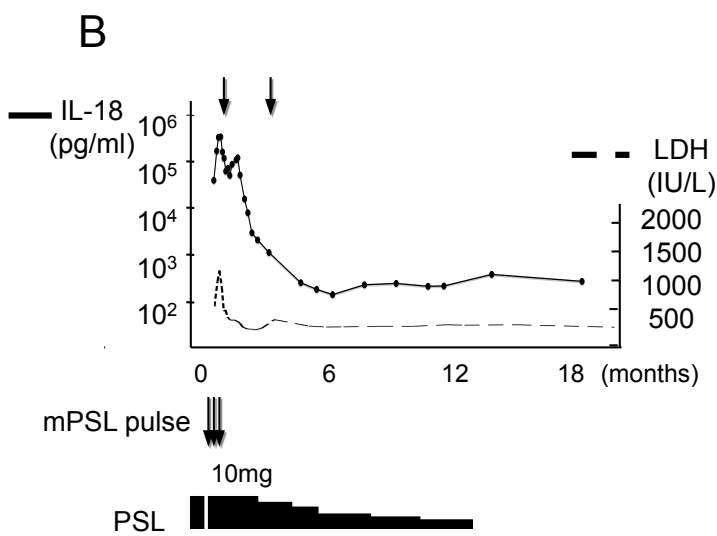 B
IL-18
(pg/ml)
10⁶
10⁵
10⁴
10³
10²
LDH
(IU/L)
2000
1500
1000
500
0 6 12 18 (months)
mPSL pulse
10mg
PSL